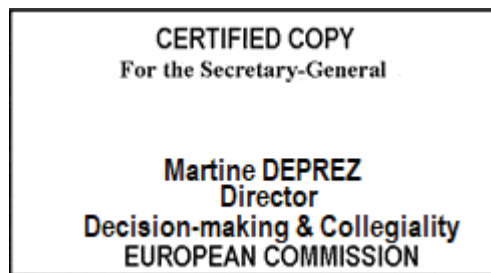 CERTIFIED COPY
For the Secretary-General
Martine DEPREZ
Director
Decision-making & Collegiality
EUROPEAN COMMISSION